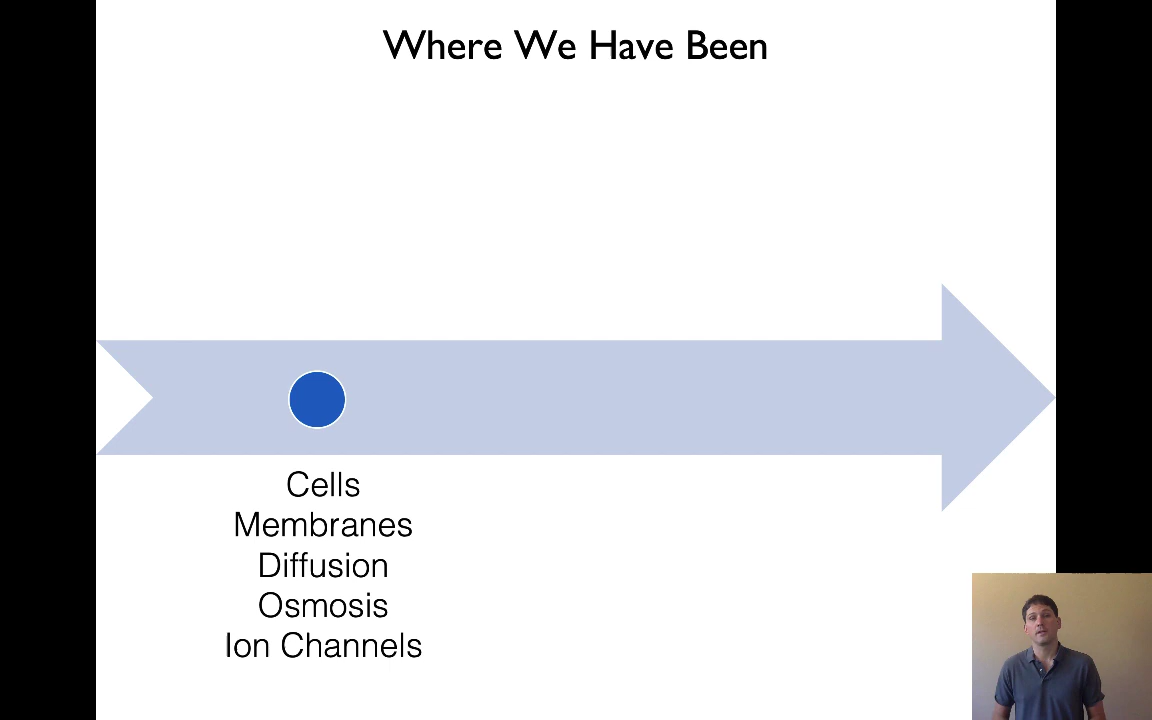 Where We Have Been
Cells
Membranes
Diffusion
Osmosis
Ion Channels